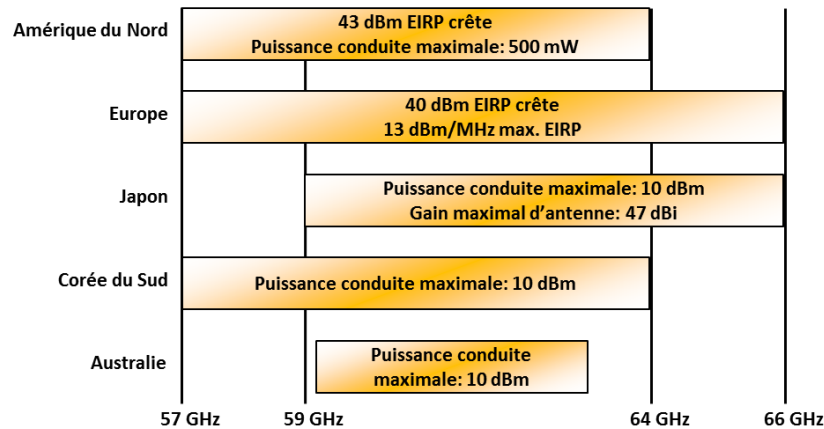 Amérique du Nord
43 dBm EIRP crête
Puissance conduite maximale: 500 mW
Europe
40 dBm EIRP crête
13 dBm/MHz max. EIRP
Japon
Puissance conduite maximale: 10 dBm
Gain maximal d’antenne: 47 dBi
Corée du Sud
Puissance conduite maximale: 10 dBm
Australie
Puissance conduite
maximale: 10 dBm
57 GHz 59 GHz 64 GHz 66 GHz